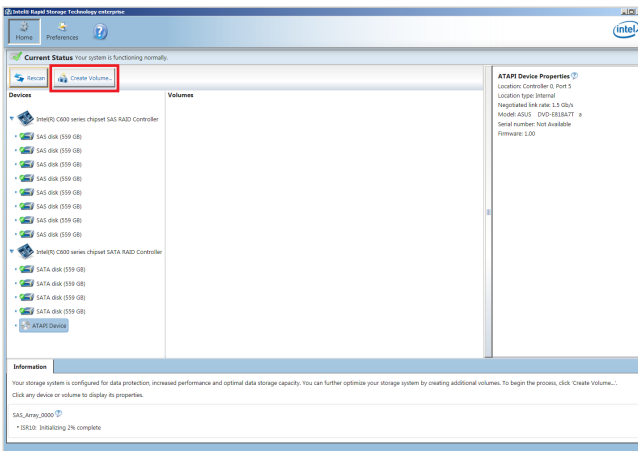 Intel® Rapid Storage Technology enterprise
Home
Preferences
intel
Current Status Your system is functioning normally.
Rescan
Create Volume...
Devices
Volumes
Intel(R) C600 series chipset SAS RAID Controller
SAS disk (559 GB)
SAS disk (559 GB)
SAS disk (559 GB)
SAS disk (559 GB)
SAS disk (559 GB)
SAS disk (559 GB)
SAS disk (559 GB)
SAS disk (559 GB)
Intel(R) C600 series chipset SATA RAID Controller
SATA disk (559 GB)
SATA disk (559 GB)
SATA disk (559 GB)
SATA disk (559 GB)
ATAPI Device
ATAPI Device Properties
Location: Controller 0, Port 5
Location type: Internal
Negotiated link rate: 1.5 Gb/s
Model: ASUS DVD-E818A7T a
Serial number: Not Available
Firmware: 1.00
Information
Your storage system is configured for data protection, increased performance and optimal data storage capacity. You can further optimize your storage system by creating additional volumes. To begin the process, click 'Create Volume...'.
Click any device or volume to display its properties.
SAS_Array_0000
• ISR10: Initializing 2% complete